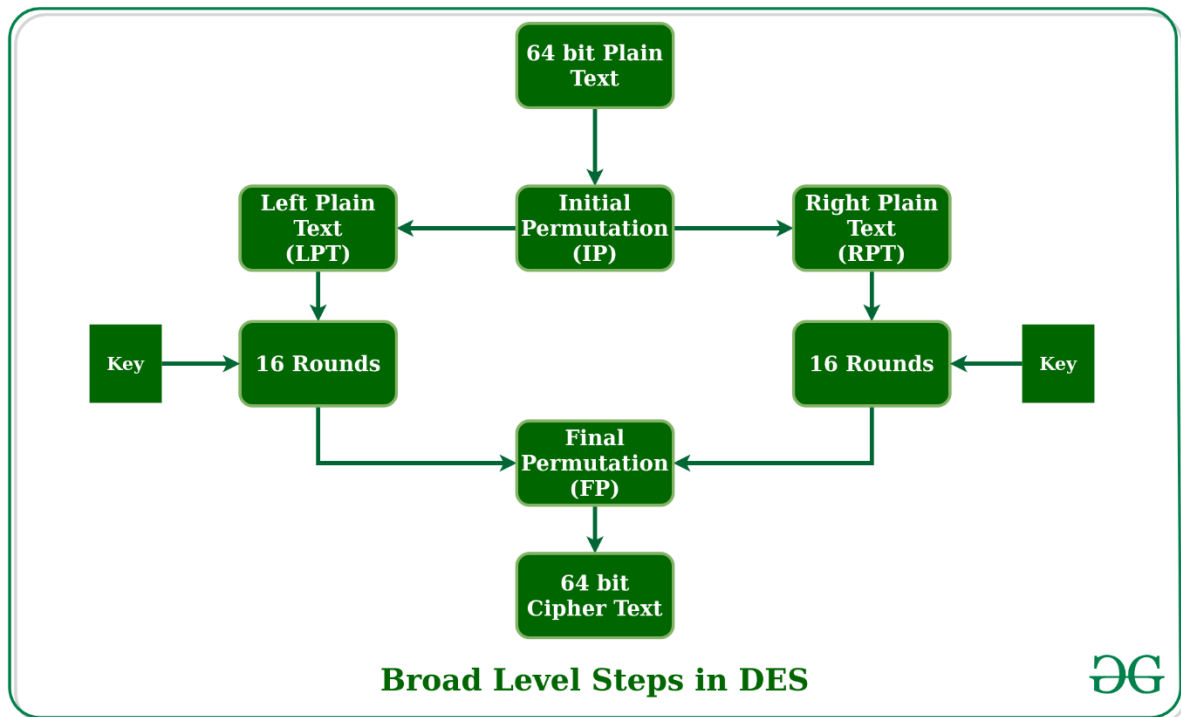 64 bit Plain
Text
Left Plain
Text
(LPT)
Initial
Permutation
(IP)
Right Plain
Text
(RPT)
Key
16 Rounds
16 Rounds
Key
Final
Permutation
(FP)
64 bit
Cipher Text
Broad Level Steps in DES